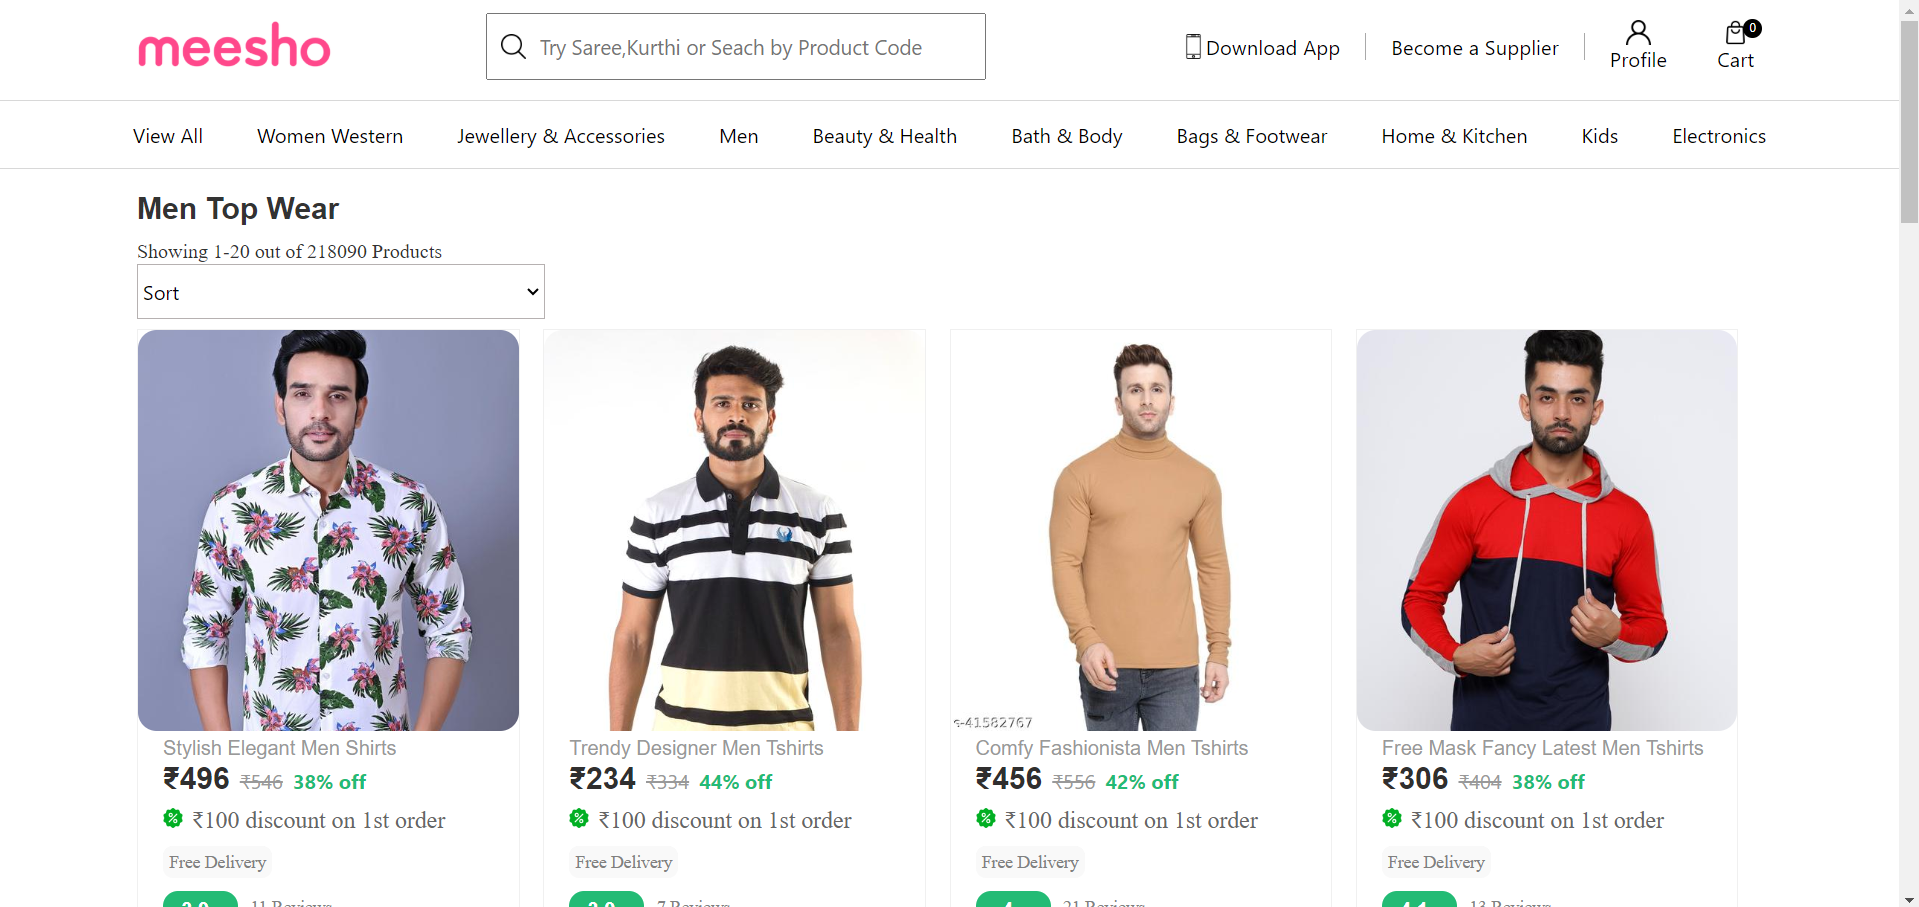 meesho
Try Saree,Kurthi or Seach by Product Code
Download App
Become a Supplier
Profile
0
Cart
View All
Women Western
Jewellery & Accessories
Men
Beauty & Health
Bath & Body
Bags & Footwear
Home & Kitchen
Kids
Electronics
Men Top Wear
Showing 1-20 out of 218090 Products
Sort
Stylish Elegant Men Shirts
₹496 ₹546 38% off
₹100 discount on 1st order
Free Delivery
11 Reviews
Trendy Designer Men Tshirts
₹234 ₹334 44% off
₹100 discount on 1st order
Free Delivery
7 Reviews
s-41582767
Comfy Fashionista Men Tshirts
₹456 ₹556 42% off
₹100 discount on 1st order
Free Delivery
21 Reviews
Free Mask Fancy Latest Men Tshirts
₹306 ₹404 38% off
₹100 discount on 1st order
Free Delivery
13 Reviews